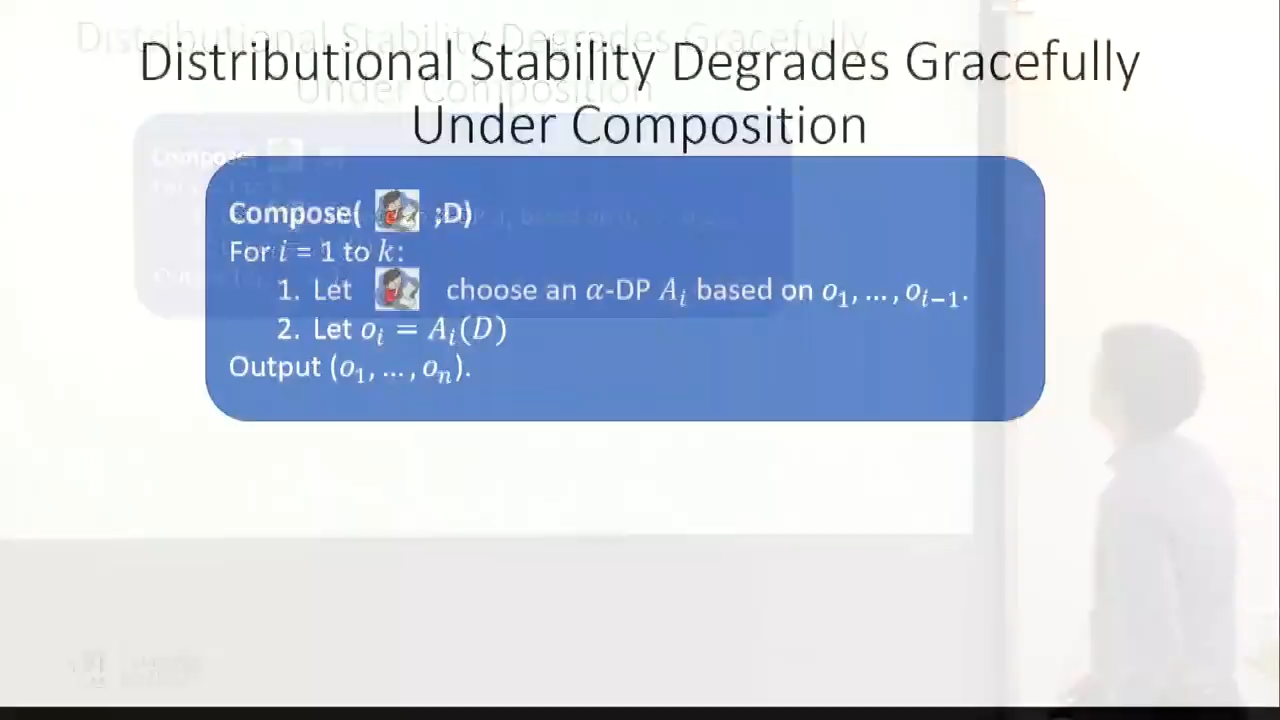 Distributional Stability Degrades Gracefully
Under Composition
Compose( ;D)
For i = 1 to k:
1. Let choose an α-DP A_i based on o_1, …, o_{i−1}.
2. Let o_i = A_i(D)
Output (o_1, …, o_n).